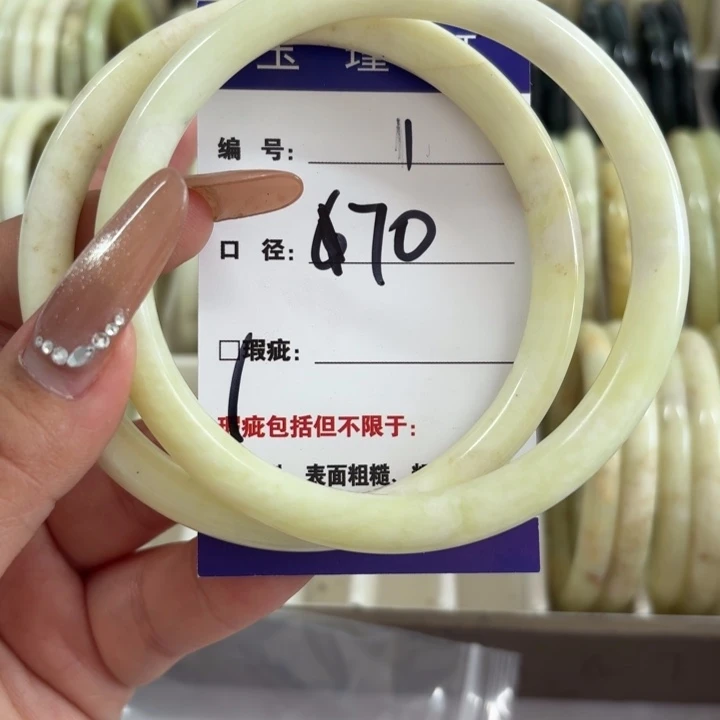 玉 瑾
编 号: 1
口 径: 70
□瑕疵:
瑕疵包括但不限于:
表面粗糙、